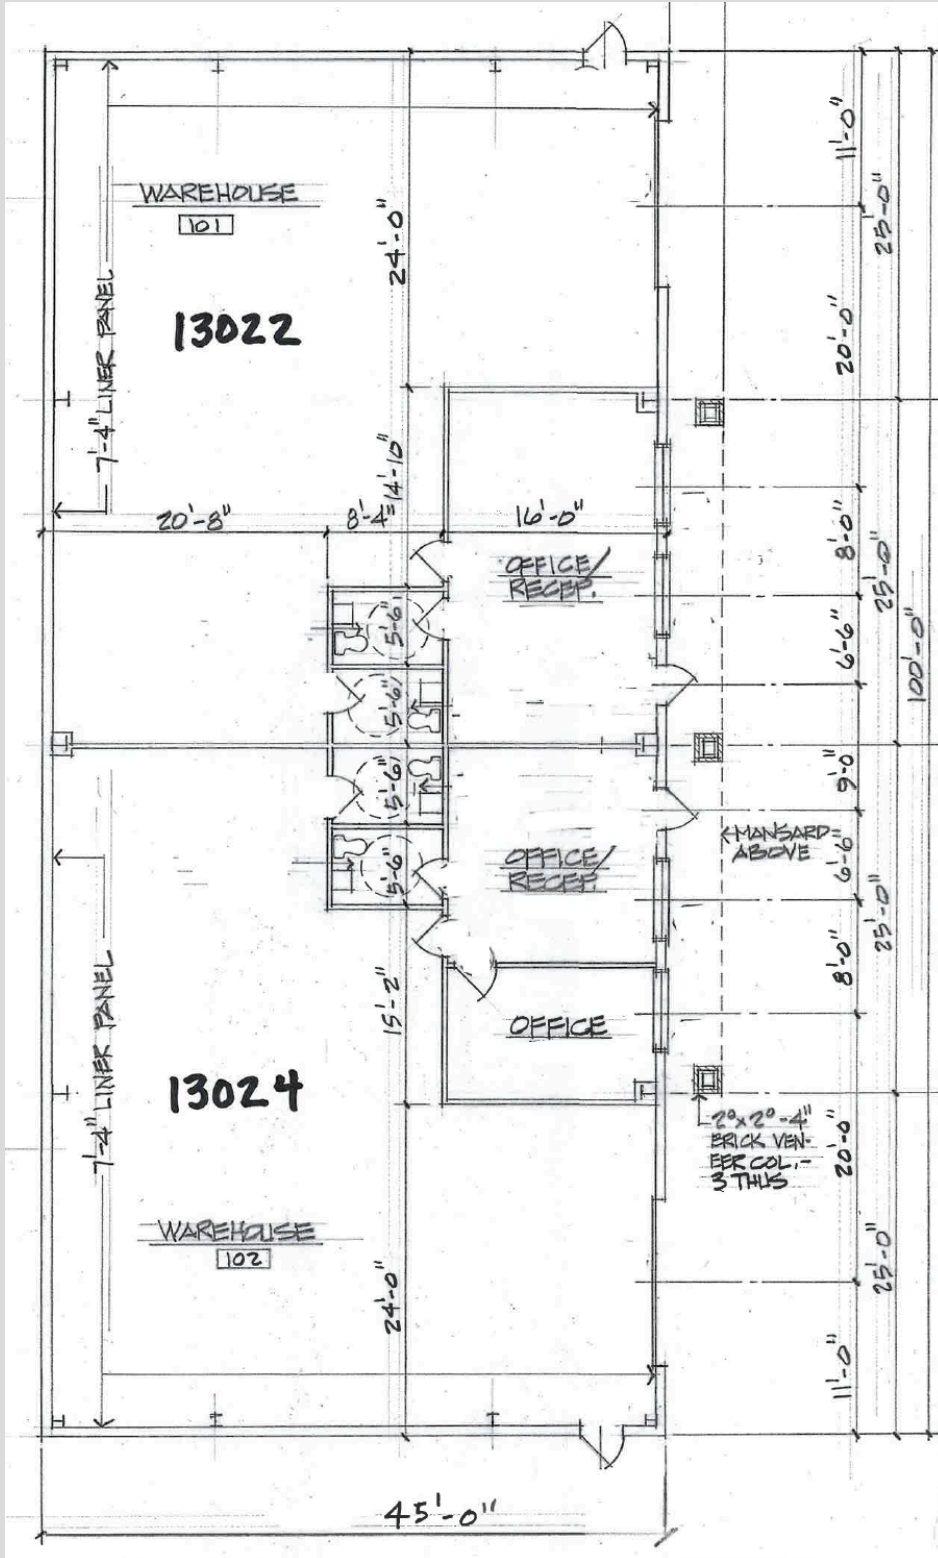 11'-0"
WAREHOUSE
101
24'-0"
25'-0"
13022
7'-4" LINER PANEL
20'-0"
14'-10"
20'-8"
8'-4"
16'-0"
8'-0"
25'-0"
OFFICE/
RECEP.
5'-6"
6'-6"
100'-0"
5'-6"
5'-6"
9'-0"
MANSARD
ABOVE
OFFICE/
RECEP.
5'-6"
6'-6"
25'-0"
8'-0"
15'-2"
OFFICE
7'-4" LINER PANEL
13024
2⁰x2⁰-4"
BRICK VEN-
EER COL.-
3 THUS
20'-0"
WAREHOUSE
102
24'-0"
25'-0"
11'-0"
45'-0"